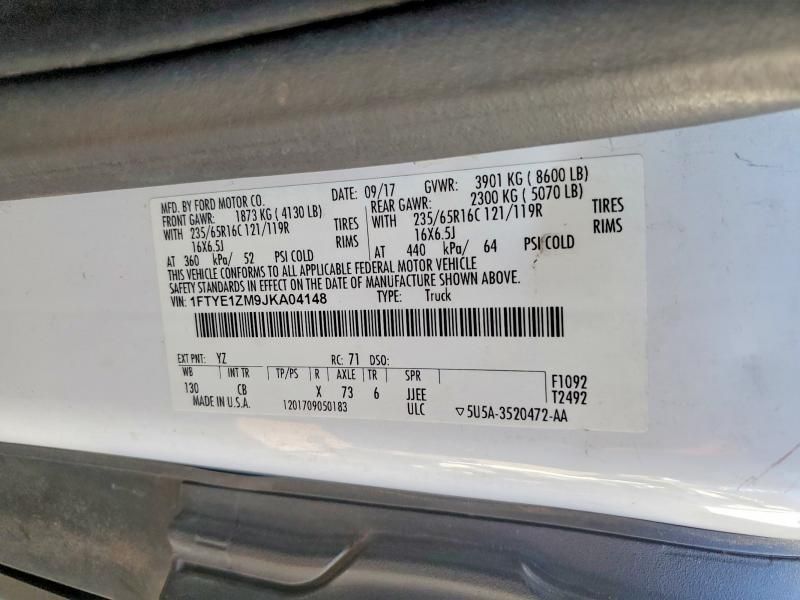 MFD. BY FORD MOTOR CO. DATE: 09/17 GVWR: 3901 KG ( 8600 LB)
FRONT GAWR: 1873 KG ( 4130 LB) REAR GAWR: 2300 KG ( 5070 LB)
WITH 235/65R16C 121/119R TIRES WITH 235/65R16C 121/119R TIRES
16X6.5J RIMS 16X6.5J RIMS
AT 360 kPa/ 52 PSI COLD AT 440 kPa/ 64 PSI COLD
THIS VEHICLE CONFORMS TO ALL APPLICABLE FEDERAL MOTOR VEHICLE
SAFETY STANDARDS IN EFFECT ON THE DATE OF MANUFACTURE SHOWN ABOVE.
VIN: 1FTYE1ZM9JKA04148 TYPE: Truck
EXT PNT: YZ RC: 71 DSO:
WB INT TR TP/PS R AXLE TR SPR F1092
130 CB X 73 6 JJEE T2492
MADE IN U.S.A. 1201709050183 ULC ▽5U5A-3520472-AA